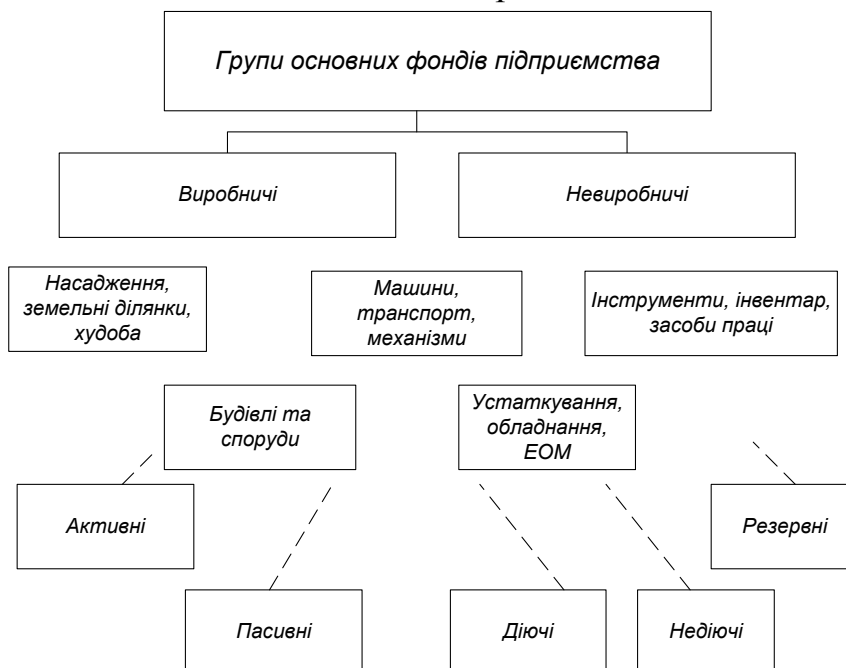 Групи основних фондів підприємства
Виробничі
Невиробничі
Насадження,
земельні ділянки,
худоба
Машини,
транспорт,
механізми
Інструменти, інвентар,
засоби праці
Будівлі та
споруди
Устаткування,
обладнання,
ЕОМ
Активні
Резервні
Пасивні
Діючі
Недіючі